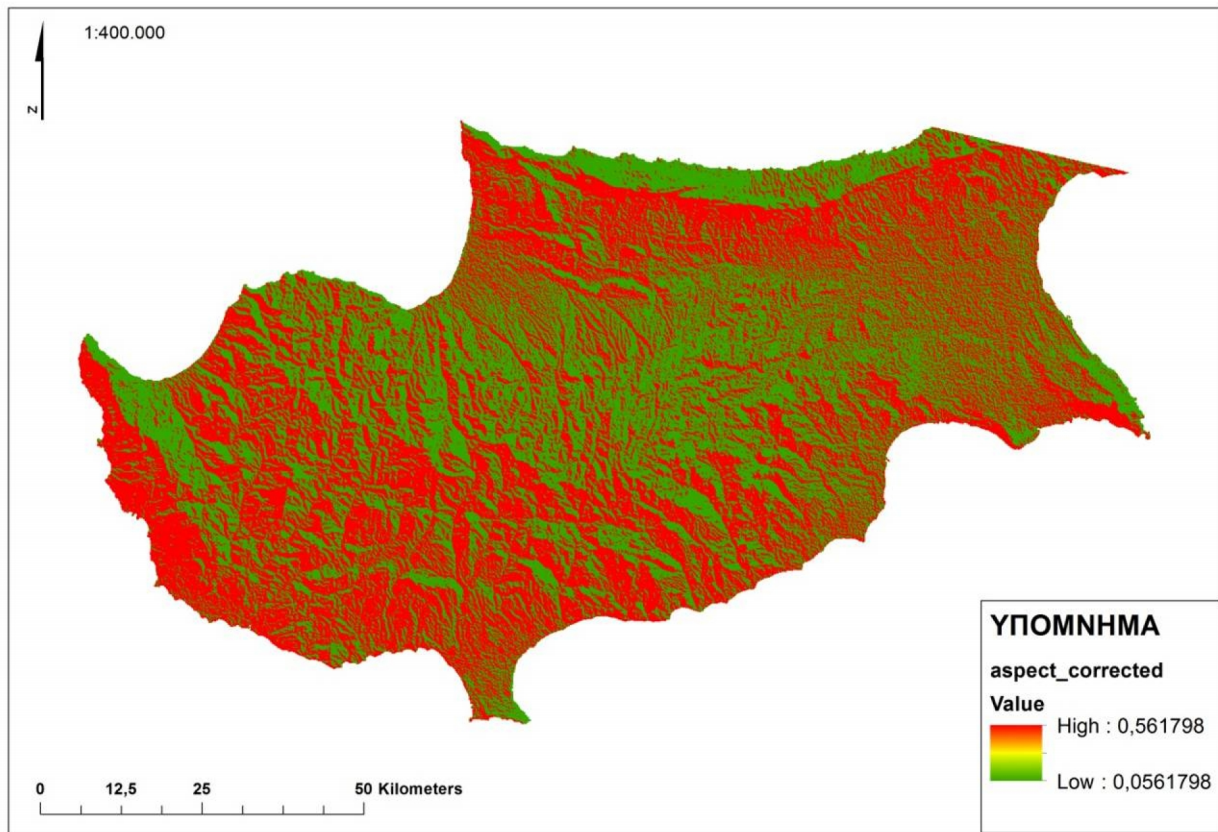 1:400.000
N
ΥΠΟΜΝΗΜΑ
aspect_corrected
Value
High : 0,561798
Low : 0,0561798
0 12,5 25 50 Kilometers